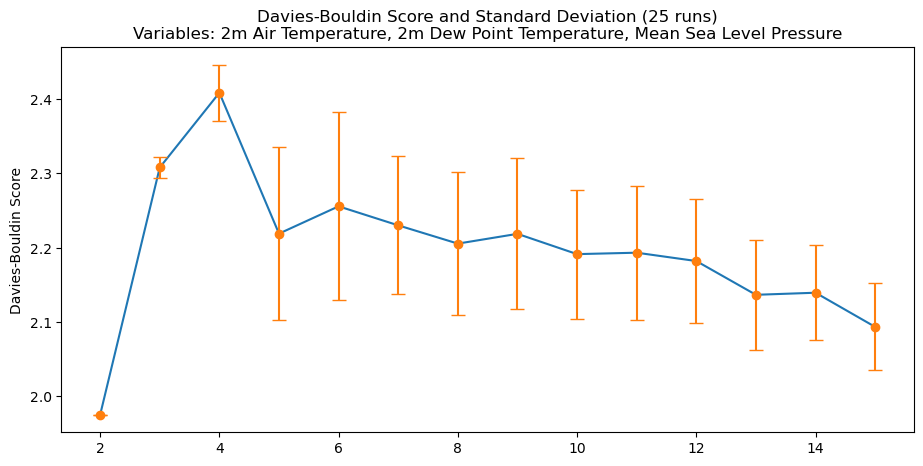 Davies-Bouldin Score and Standard Deviation (25 runs)
Variables: 2m Air Temperature, 2m Dew Point Temperature, Mean Sea Level Pressure
Davies-Bouldin Score
2.4
2.3
2.2
2.1
2.0
2 4 6 8 10 12 14